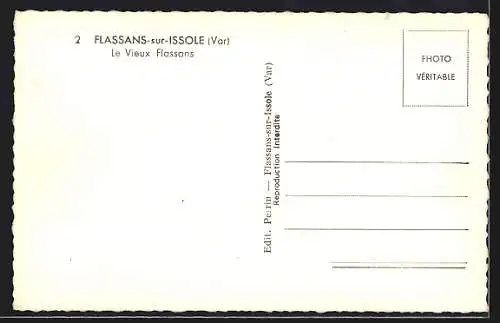 2 FLASSANS-sur-ISSOLE (Var)
Le Vieux Flassans
Edit. Perrin — Flassans-sur-Issole (Var)
Reproduction Interdite
PHOTO
VÉRITABLE